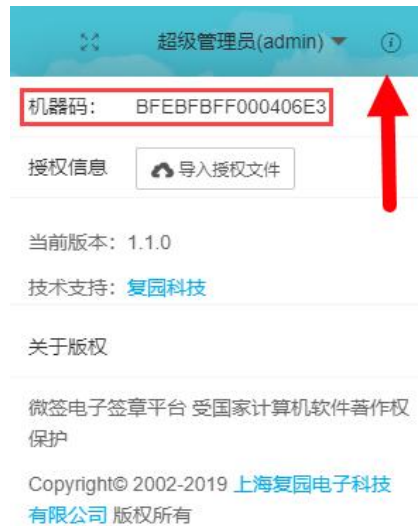 超级管理员(admin)
机器码： BFEBFBFF000406E3
授权信息 导入授权文件
当前版本：1.1.0
技术支持：复园科技
关于版权
微签电子签章平台 受国家计算机软件著作权
保护
Copyright© 2002-2019 上海复园电子科技
有限公司 版权所有